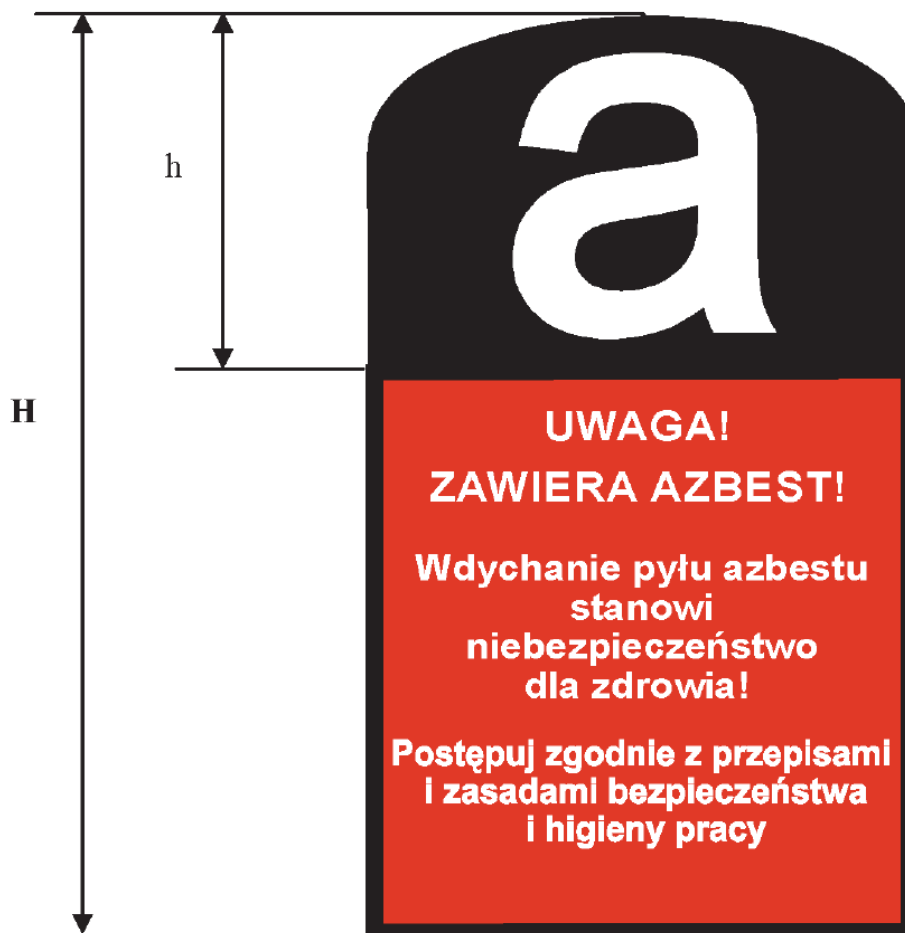 a
h
H
UWAGA!
ZAWIERA AZBEST!
Wdychanie pyłu azbestu
stanowi
niebezpieczeństwo
dla zdrowia!
Postępuj zgodnie z przepisami
i zasadami bezpieczeństwa
i higieny pracy